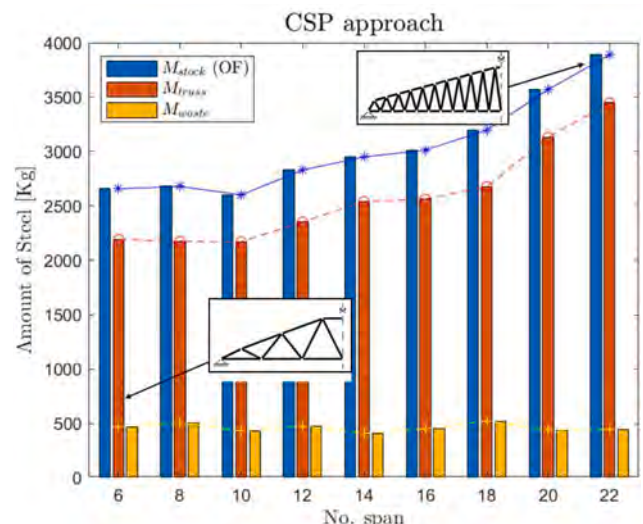 CSP approach
4000
3500
3000
2500
2000
1500
1000
500
0
Amount of Steel [Kg]
M_stock (OF)
M_truss
M_waste
6 8 10 12 14 16 18 20 22
No. span